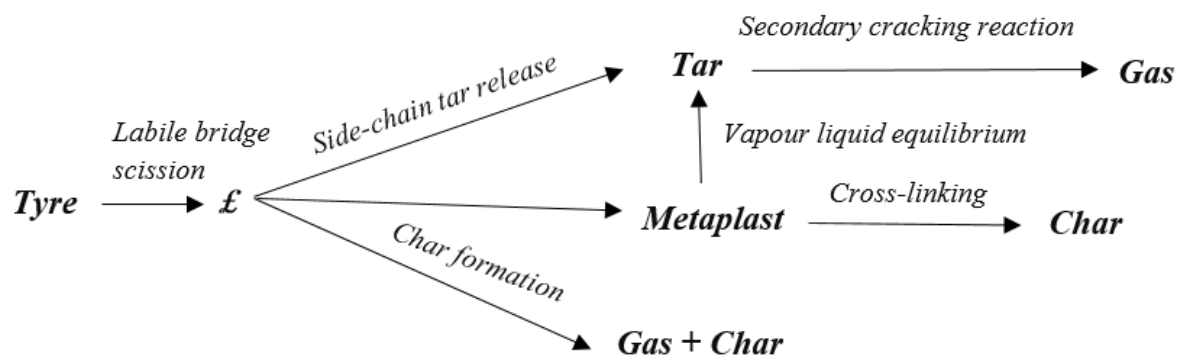 Secondary cracking reaction
Tar
Gas
Side-chain tar release
Labile bridge
scission
Vapour liquid equilibrium
Tyre
£
Metaplast
Cross-linking
Char
Char formation
Gas + Char